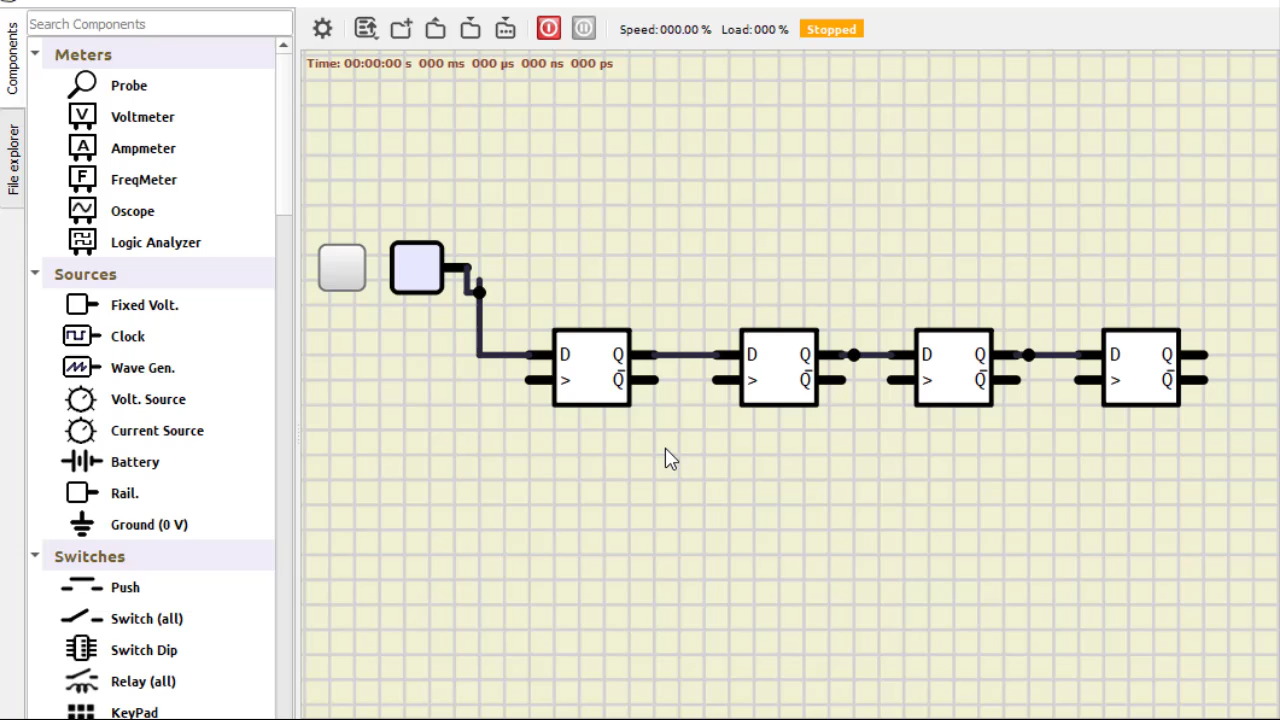 Search Components
Components
File explorer
Meters
Probe
V
Voltmeter
A
Ampmeter
F
FreqMeter
Oscope
Logic Analyzer
Sources
Fixed Volt.
Clock
Wave Gen.
Volt. Source
Current Source
Battery
Rail.
Ground (0 V)
Switches
Push
Switch (all)
Switch Dip
Relay (all)
KeyPad
Speed:000.00 % Load:000 % Stopped
Time: 00:00:00 s 000 ms 000 µs 000 ns 000 ps
D Q D Q D Q D Q
> Q̅ > Q̅ > Q̅ > Q̅